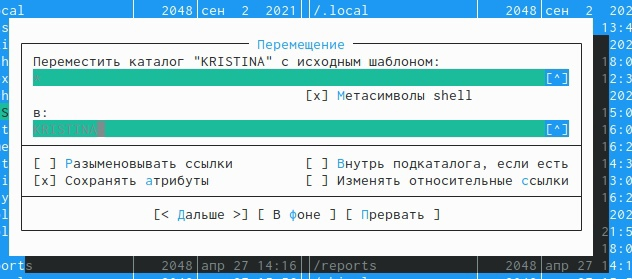 cal 2048 сен 2 2021 /.local 2048 сен 2 202
Перемещение
Переместить каталог "KRISTINA" с исходным шаблоном:
[^]
[x] Метасимволы shell
в:
KRISTINA [^]
[ ] Разыменовывать ссылки [ ] Внутрь подкаталога, если есть
[x] Сохранять атрибуты [ ] Изменять относительные ссылки
[< Дальше >] [ В фоне ] [ Прервать ]
orts 2048 апр 27 14:16 /reports 2048 апр 27 14:1